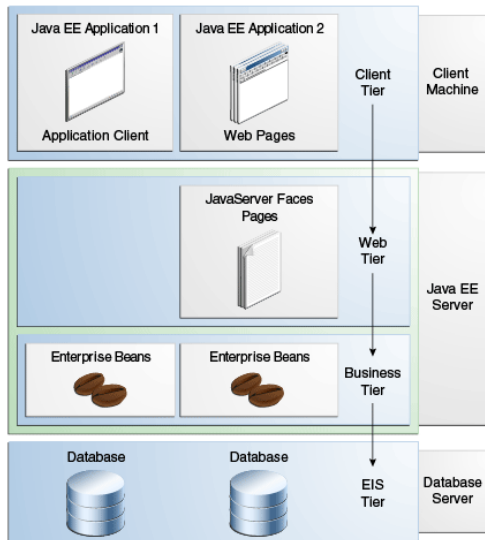 Java EE Application 1
Java EE Application 2
Application Client
Web Pages
Client
Tier
Client
Machine
JavaServer Faces
Pages
Web
Tier
Java EE
Server
Enterprise Beans
Enterprise Beans
Business
Tier
Database
Database
EIS
Tier
Database
Server